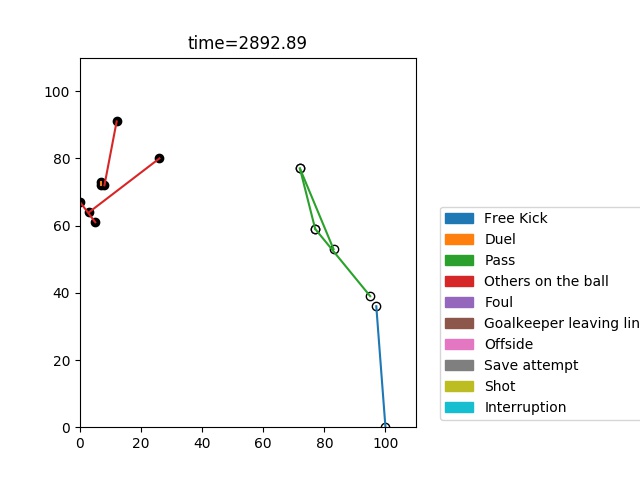 time=2892.89
100
80
60
40
20
0
0 20 40 60 80 100
Free Kick
Duel
Pass
Others on the ball
Foul
Goalkeeper leaving lin
Offside
Save attempt
Shot
Interruption